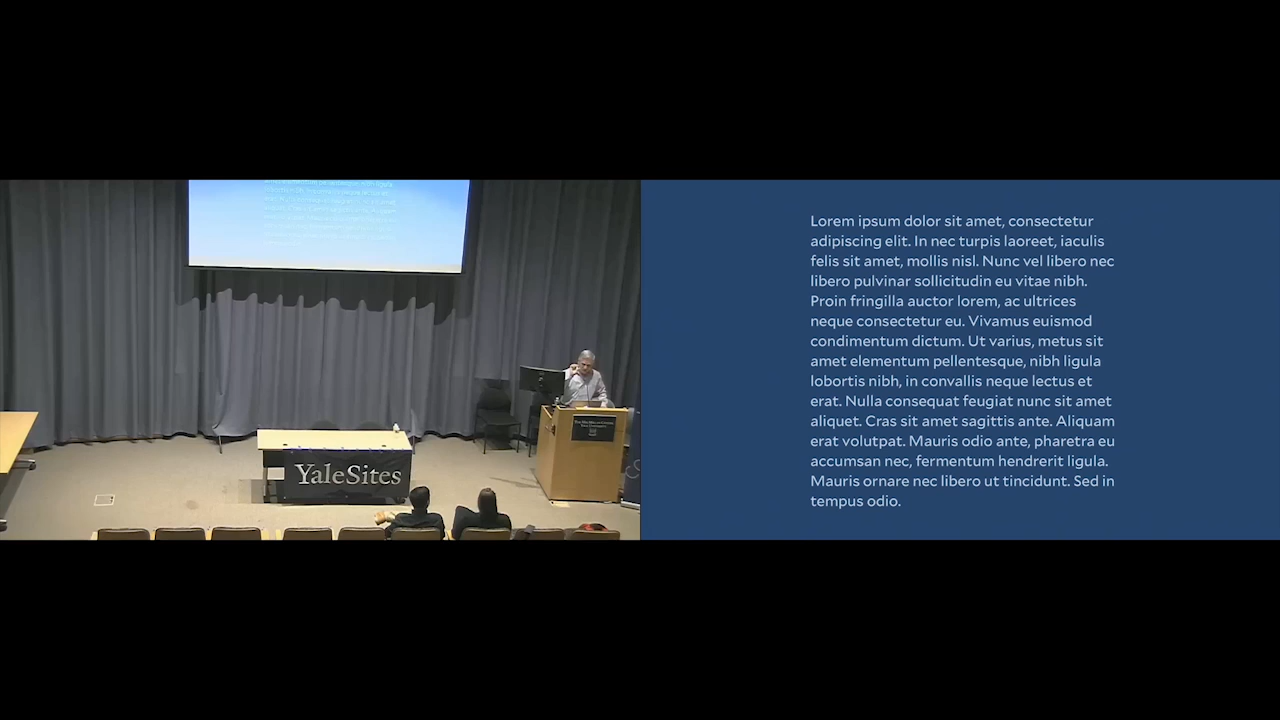 YaleSites
Lorem ipsum dolor sit amet, consectetur
adipiscing elit. In nec turpis laoreet, iaculis
felis sit amet, mollis nisl. Nunc vel libero nec
libero pulvinar sollicitudin eu vitae nibh.
Proin fringilla auctor lorem, ac ultrices
neque consectetur eu. Vivamus euismod
condimentum dictum. Ut varius, metus sit
amet elementum pellentesque, nibh ligula
lobortis nibh, in convallis neque lectus et
erat. Nulla consequat feugiat nunc sit amet
aliquet. Cras sit amet sagittis ante. Aliquam
erat volutpat. Mauris odio ante, pharetra eu
accumsan nec, fermentum hendrerit ligula.
Mauris ornare nec libero ut tincidunt. Sed in
tempus odio.